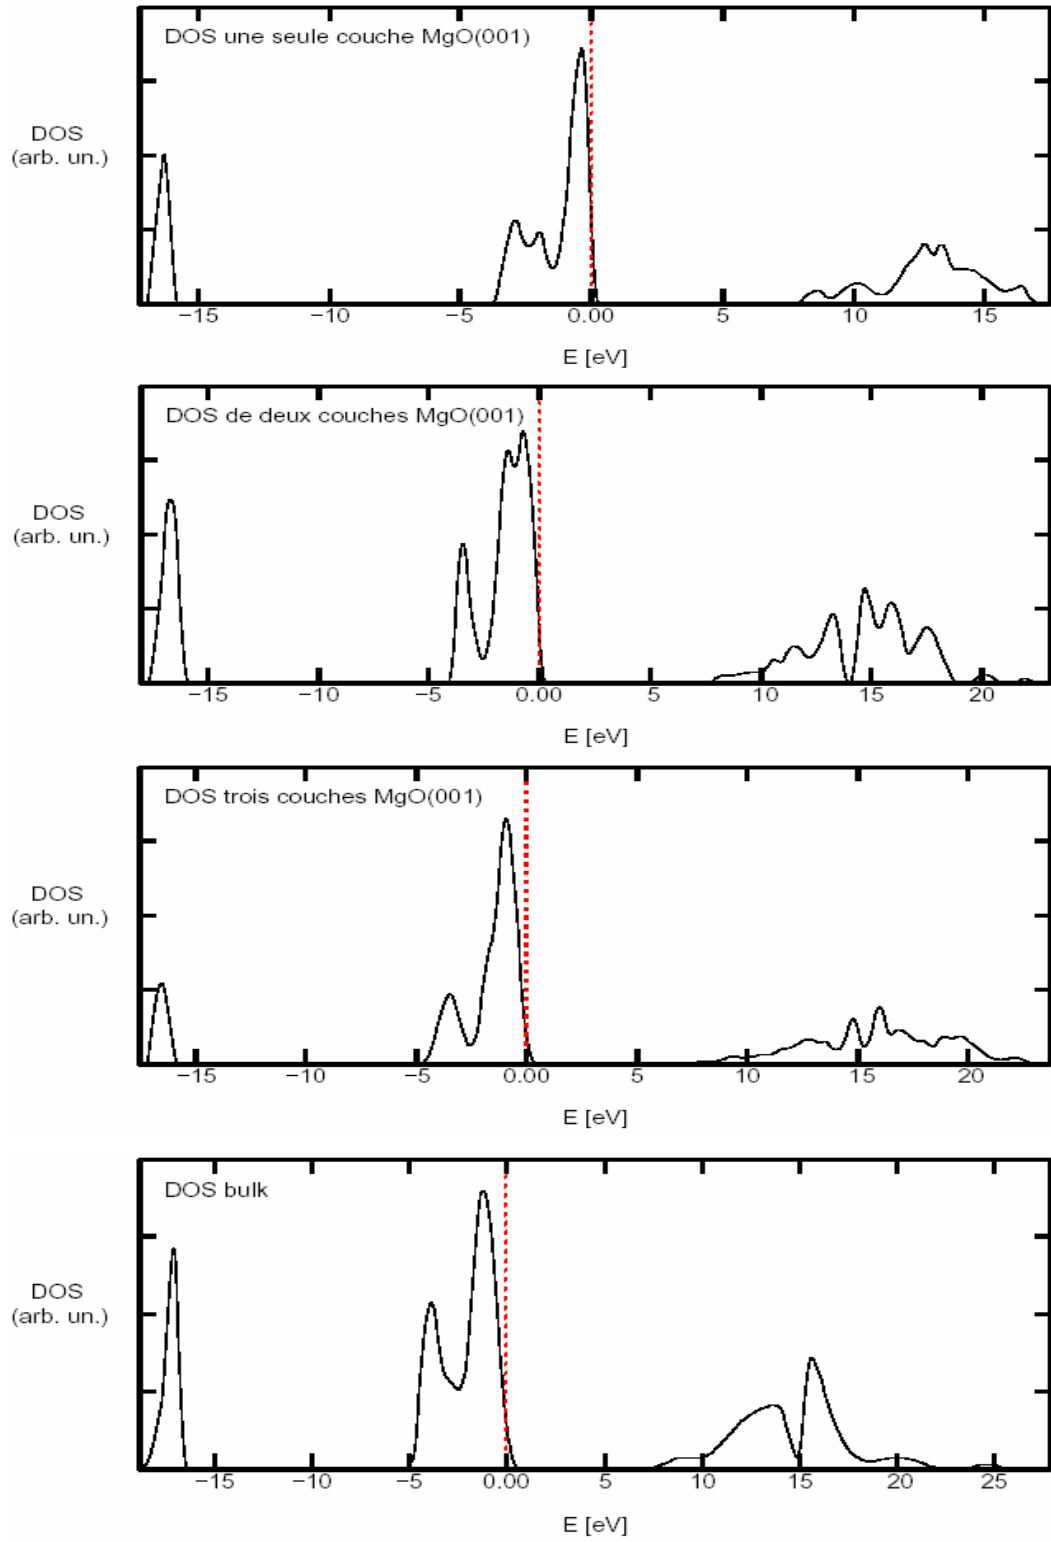 DOS une seule couche MgO(001)
DOS
(arb. un.)
−15 −10 −5 0.00 5 10 15
E [eV]
DOS de deux couches MgO(001)
DOS
(arb. un.)
−15 −10 −5 0.00 5 10 15 20
E [eV]
DOS trois couches MgO(001)
DOS
(arb. un.)
−15 −10 −5 0.00 5 10 15 20
E [eV]
DOS bulk
DOS
(arb. un.)
−15 −10 −5 0.00 5 10 15 20 25
E [eV]